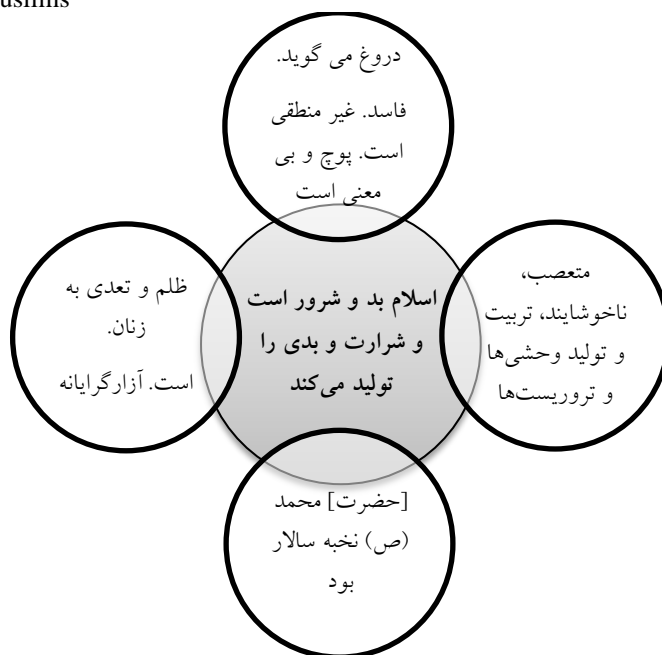 uslims
دروغ می گوید.
فاسد. غیر منطقی
است. پوچ و بی
معنی است
متعصب،
ناخوشایند، تربیت
و تولید وحشی‌ها
و تروریست‌ها
اسلام بد و شرور است
و شرارت و بدی را
تولید می‌کند
ظلم و تعدی به
زنان.
است. آزارگرایانه
[حضرت] محمد
(ص) نخبه سالار
بود